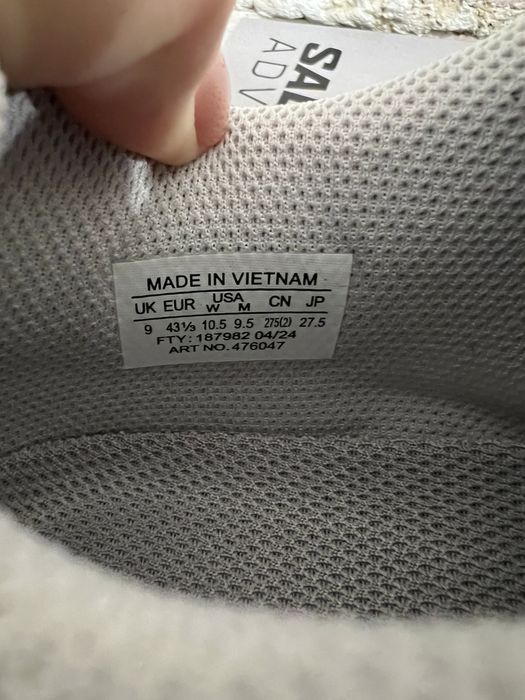 SAL
ADV
MADE IN VIETNAM
UK EUR USA W M CN JP
9 43⅓ 10.5 9.5 275(2) 27.5
FTY: 187982 04/24
ART NO. 476047